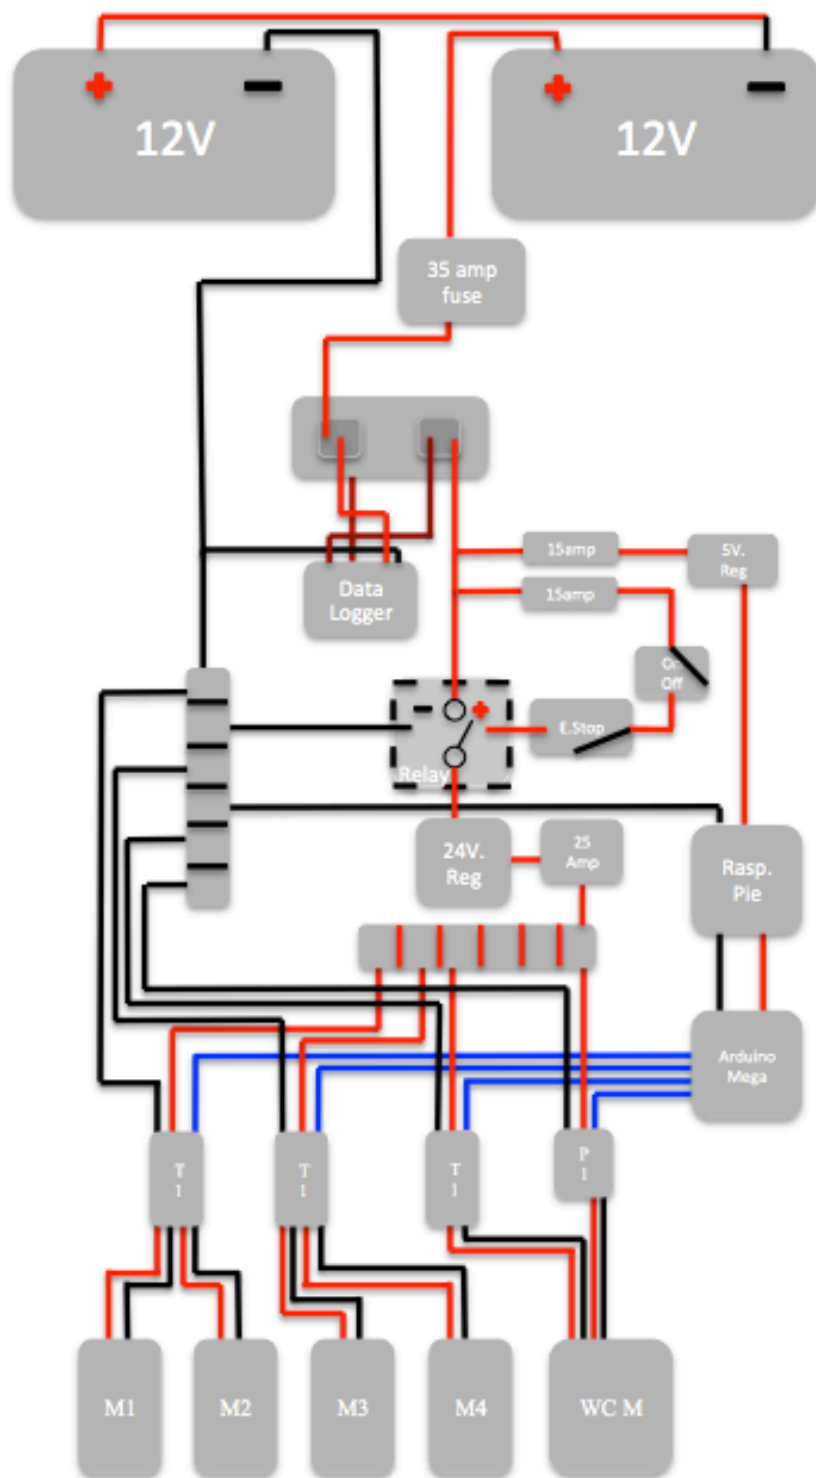 12V
12V
35 amp
fuse
15amp
5V.
Reg
15amp
Data
Logger
On
Off
E.Stop
Relay
24V.
Reg
25
Amp
Rasp.
Pie
Arduino
Mega
T
1
T
1
T
1
P
1
M1
M2
M3
M4
WC M